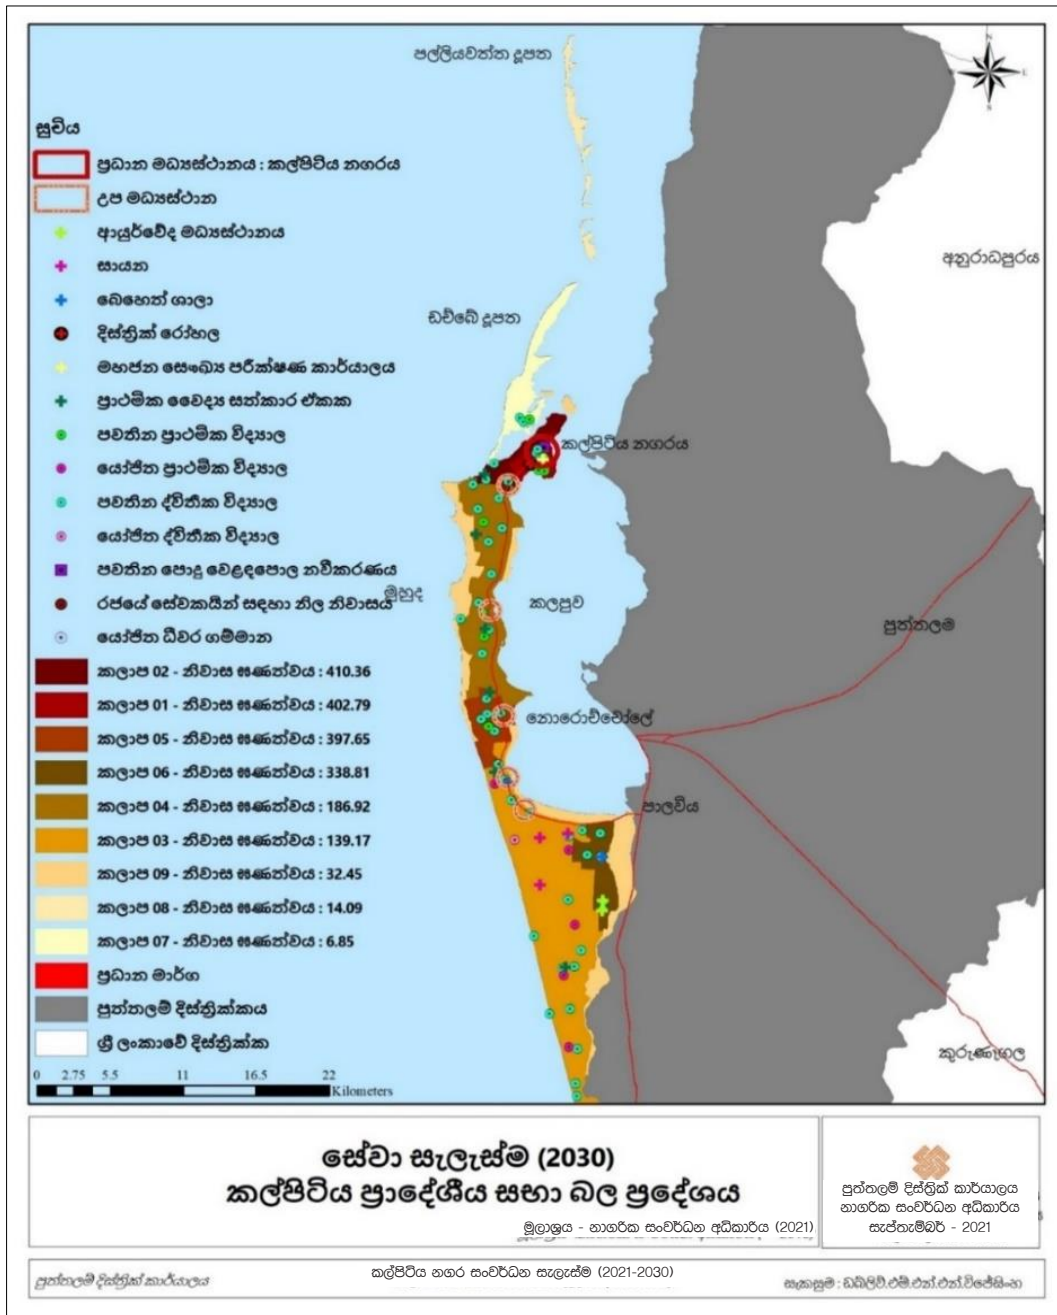 පල්ලියවත්ත දූපත
සූචිය
ප්‍රධාන මධ්‍යස්ථානය : කල්පිටිය නගරය
උප මධ්‍යස්ථාන
ආයුර්වේද මධ්‍යස්ථානය
සායන
බෙහෙත් ශාලා
දිස්ත්‍රික් රෝහල
මහජන සෞඛ්‍ය පරීක්ෂණ කාර්යාලය
ප්‍රාථමික වෛද්‍ය සත්කාර ඒකක
පවතින ප්‍රාථමික විද්‍යාල
යෝජිත ප්‍රාථමික විද්‍යාල
පවතින ද්විතීක විද්‍යාල
යෝජිත ද්විතීක විද්‍යාල
පවතින පොදු වෙළඳපොල නවීකරණය
රජයේ සේවකයින් සඳහා නිල නිවාසය
යෝජිත ධීවර ගම්මාන
කලාප 02 - නිවාස ඝණත්වය : 410.36
කලාප 01 - නිවාස ඝණත්වය : 402.79
කලාප 05 - නිවාස ඝණත්වය : 397.65
කලාප 06 - නිවාස ඝණත්වය : 338.81
කලාප 04 - නිවාස ඝණත්වය : 186.92
කලාප 03 - නිවාස ඝණත්වය : 139.17
කලාප 09 - නිවාස ඝණත්වය : 32.45
කලාප 08 - නිවාස ඝණත්වය : 14.09
කලාප 07 - නිවාස ඝණත්වය : 6.85
ප්‍රධාන මාර්ග
පුත්තලම් දිස්ත්‍රික්කය
ශ්‍රී ලංකාවේ දිස්ත්‍රික්ක
0 2.75 5.5 11 16.5 22
Kilometers
අනුරාධපුරය
ඩච්බේ දූපත
කල්පිටිය නගරය
මුහුද
කලපුව
පුත්තලම
නොරොච්චෝලේ
පාලවිය
කුරුණෑගල
සේවා සැලැස්ම (2030)
කල්පිටිය ප්‍රාදේශීය සභා බල ප්‍රදේශය
මූලාශ්‍රය - නාගරික සංවර්ධන අධිකාරිය (2021)
පුත්තලම් දිස්ත්‍රික් කාර්යාලය
නාගරික සංවර්ධන අධිකාරිය
සැප්තැම්බර් - 2021
පුත්තලම් දිස්ත්‍රික් කාර්යාලය
කල්පිටිය නගර සංවර්ධන සැලැස්ම (2021-2030)
සැකසුම : ඩබ්ලිව්.එම්.එන්.එන්.විජේසිංහ